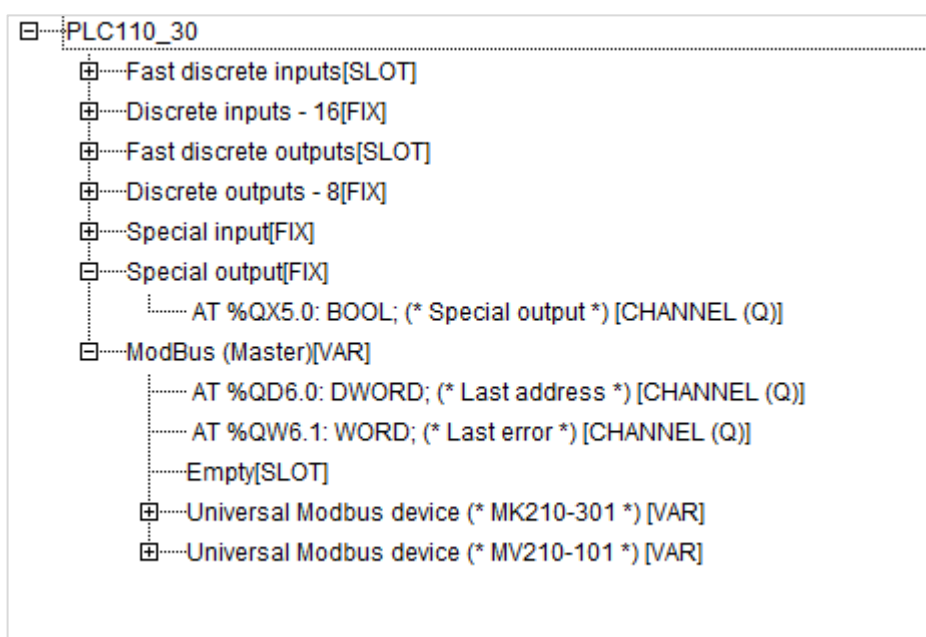 PLC110_30
Fast discrete inputs[SLOT]
Discrete inputs - 16[FIX]
Fast discrete outputs[SLOT]
Discrete outputs - 8[FIX]
Special input[FIX]
Special output[FIX]
AT %QX5.0: BOOL; (* Special output *) [CHANNEL (Q)]
ModBus (Master)[VAR]
AT %QD6.0: DWORD; (* Last address *) [CHANNEL (Q)]
AT %QW6.1: WORD; (* Last error *) [CHANNEL (Q)]
Empty[SLOT]
Universal Modbus device (* MK210-301 *) [VAR]
Universal Modbus device (* MV210-101 *) [VAR]